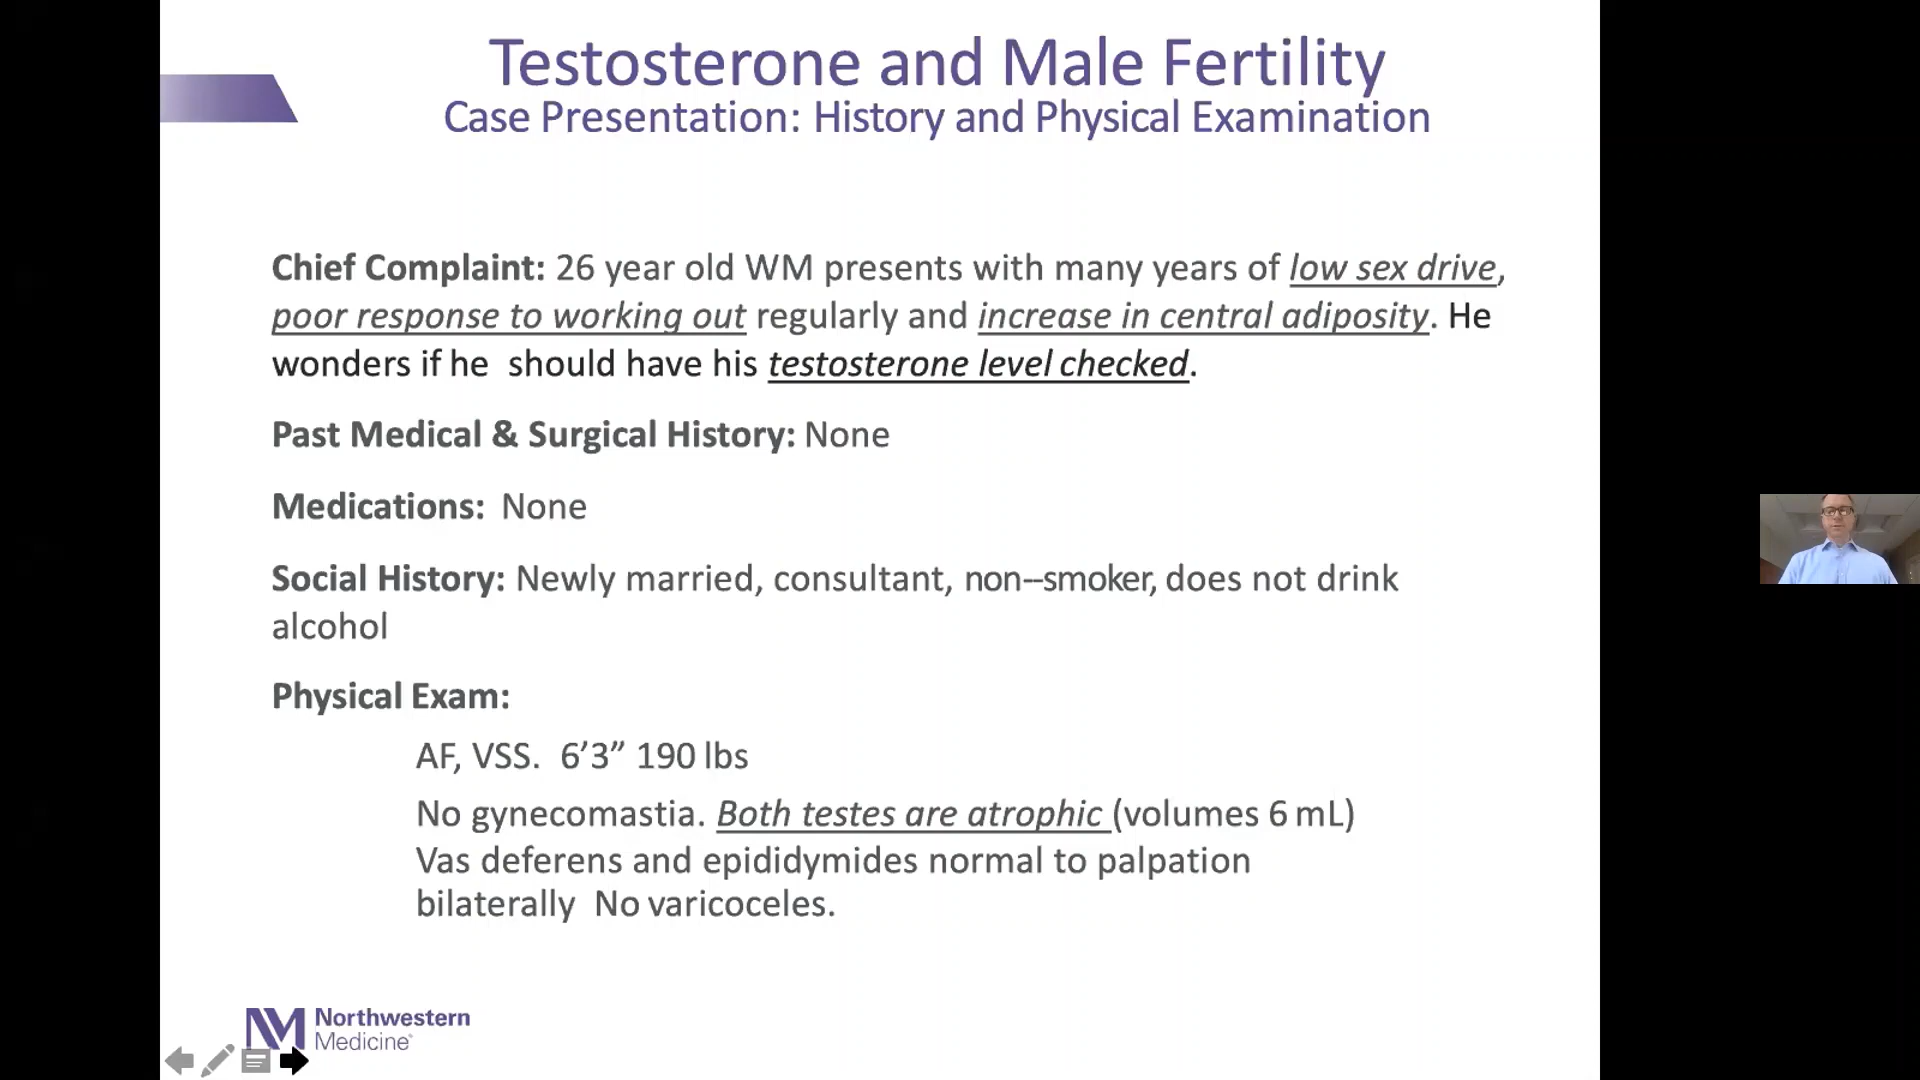 Testosterone and Male Fertility
Case Presentation: History and Physical Examination
Chief Complaint: 26 year old WM presents with many years of low sex drive,
poor response to working out regularly and increase in central adiposity. He
wonders if he  should have his testosterone level checked.
Past Medical & Surgical History: None
Medications:  None
Social History: Newly married, consultant, non-‐smoker, does not drink
alcohol
Physical Exam:
AF, VSS.  6’3” 190 lbs
No gynecomastia. Both testes are atrophic (volumes 6 mL)
Vas deferens and epididymides normal to palpation
bilaterally  No varicoceles.
NM Northwestern
Medicine®